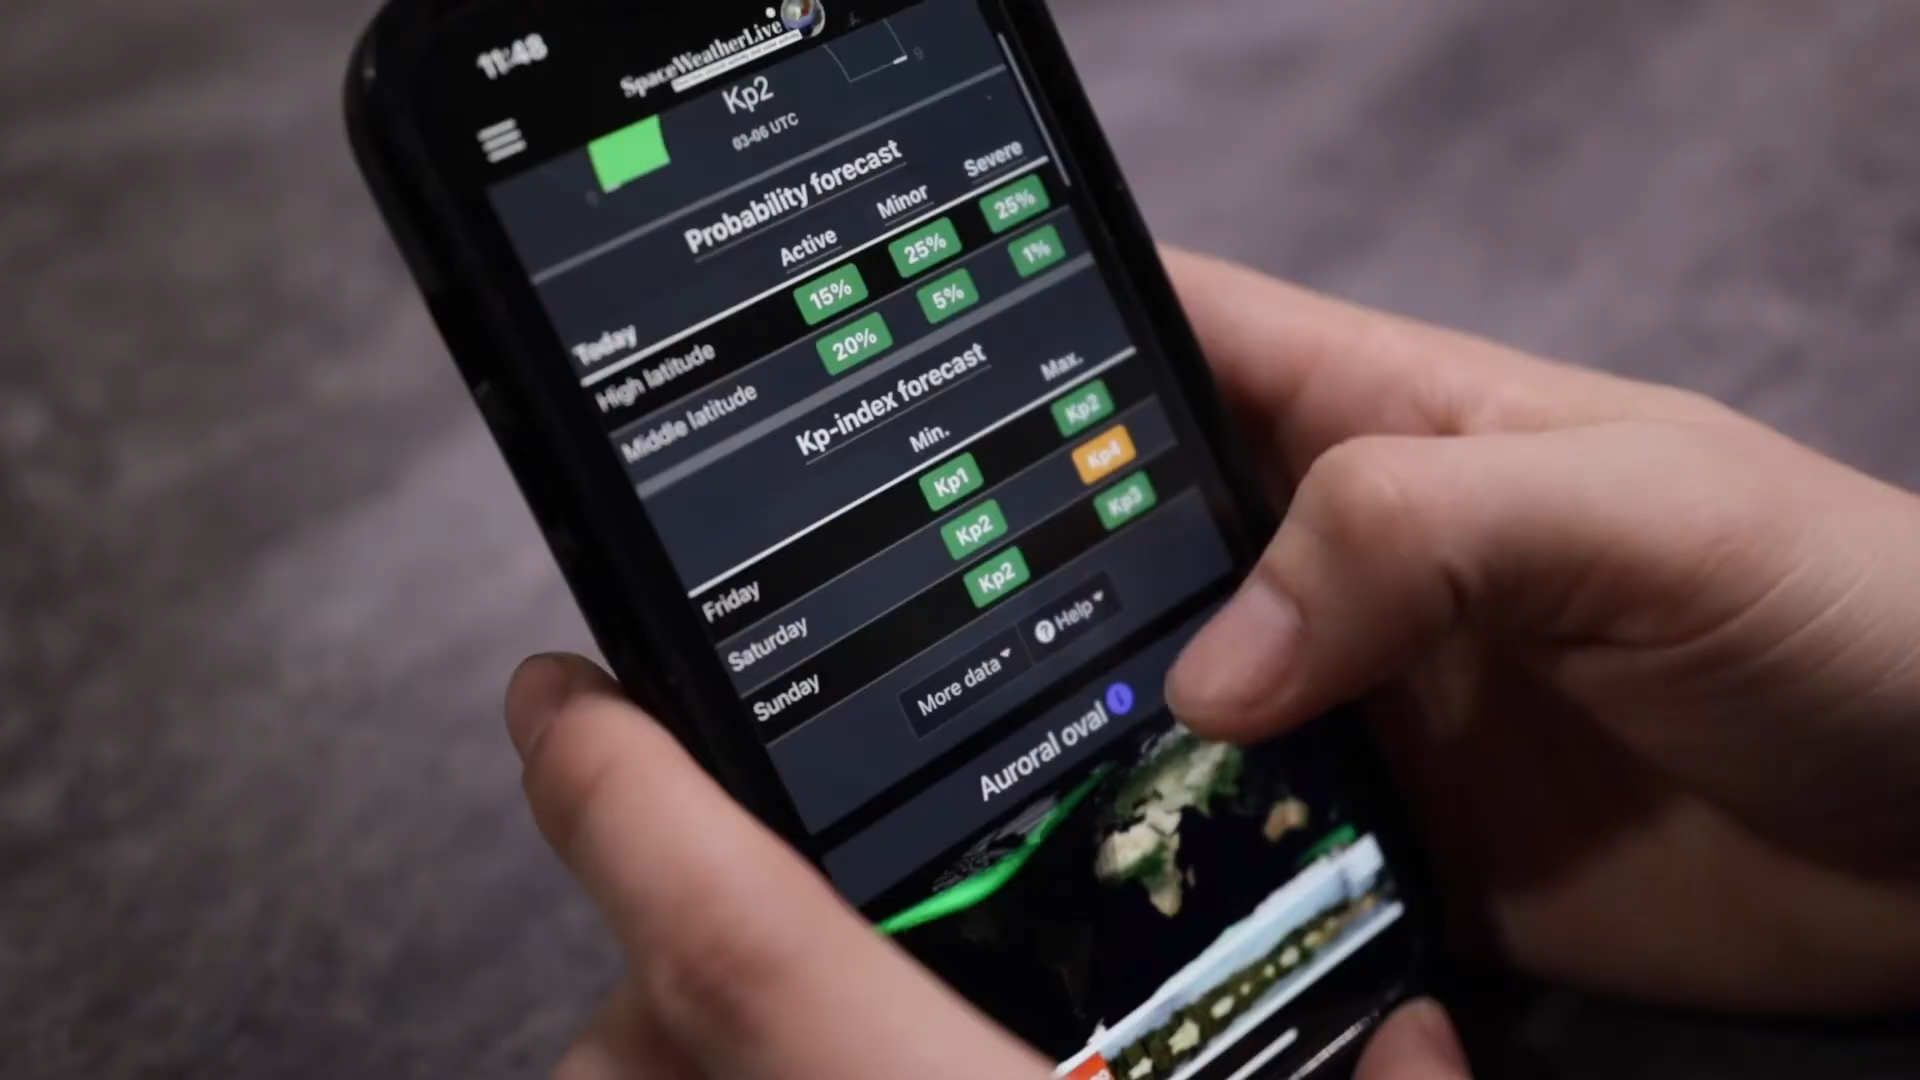 11:48
SpaceWeatherLive
Kp2
03-06 UTC
9
Probability forecast
Today Active Minor Severe
High latitude 15% 25% 25%
Middle latitude 20% 5% 1%
Kp-index forecast
Min. Max.
Friday Kp1 Kp2
Saturday Kp2 Kp4
Sunday Kp2 Kp3
More data Help
Auroral oval